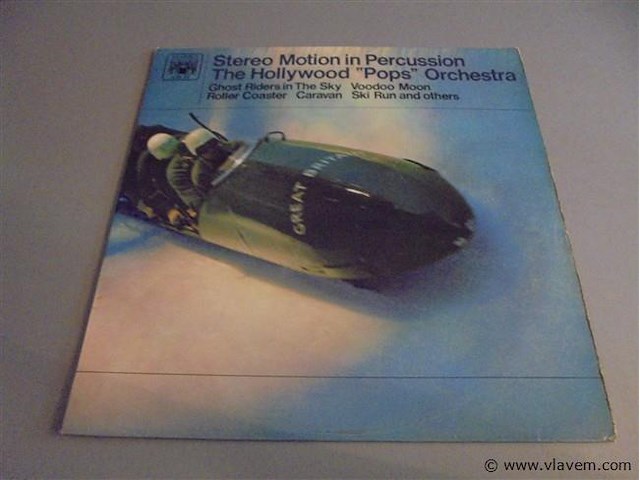 Stereo Motion in Percussion
The Hollywood "Pops" Orchestra
Ghost Riders in The Sky Voodoo Moon
Roller Coaster Caravan Ski Run and others
GREAT BRITAIN
© www.vlavem.com